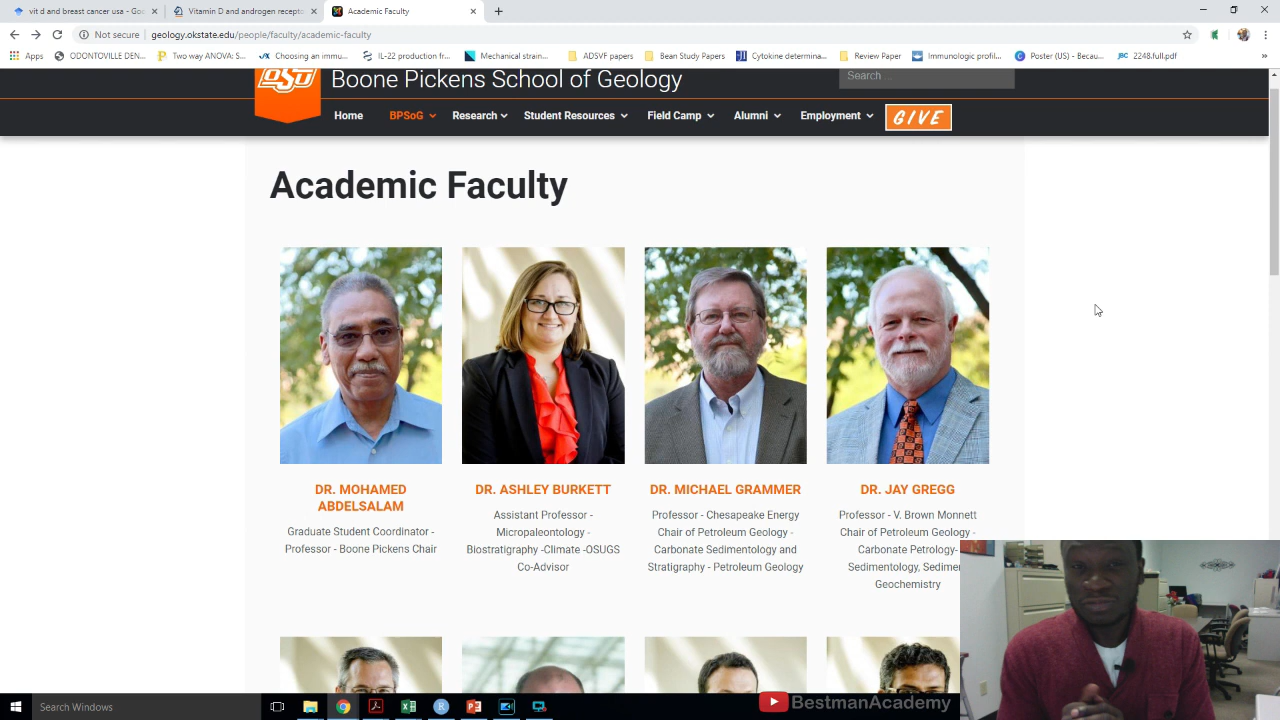 vit d and breast cancer usa - Goo
Vitamin D and androgen recepto
Academic Faculty
Not secure
geology.okstate.edu/people/faculty/academic-faculty
Apps
ODONTOVILLE DEN...
Two way ANOVA: S...
Choosing an immu...
IL-22 production fr...
Mechanical strain...
ADSVF papers
Bean Study Papers
Cytokine determina...
Review Paper
Immunologic profil...
Poster (US) - Becau...
JBC 2248.full.pdf
OSU
Boone Pickens School of Geology
Search ...
Home BPSoG Research Student Resources Field Camp Alumni Employment GIVE
Academic Faculty
DR. MOHAMED
ABDELSALAM
Graduate Student Coordinator -
Professor - Boone Pickens Chair
DR. ASHLEY BURKETT
Assistant Professor -
Micropaleontology -
Biostratigraphy -Climate -OSUGS
Co-Advisor
DR. MICHAEL GRAMMER
Professor - Chesapeake Energy
Chair of Petroleum Geology -
Carbonate Sedimentology and
Stratigraphy - Petroleum Geology
DR. JAY GREGG
Professor - V. Brown Monnett
Chair of Petroleum Geology -
Carbonate Petrology-
Sedimentology, Sedimen
Geochemistry
Search Windows
BestmanAcademy